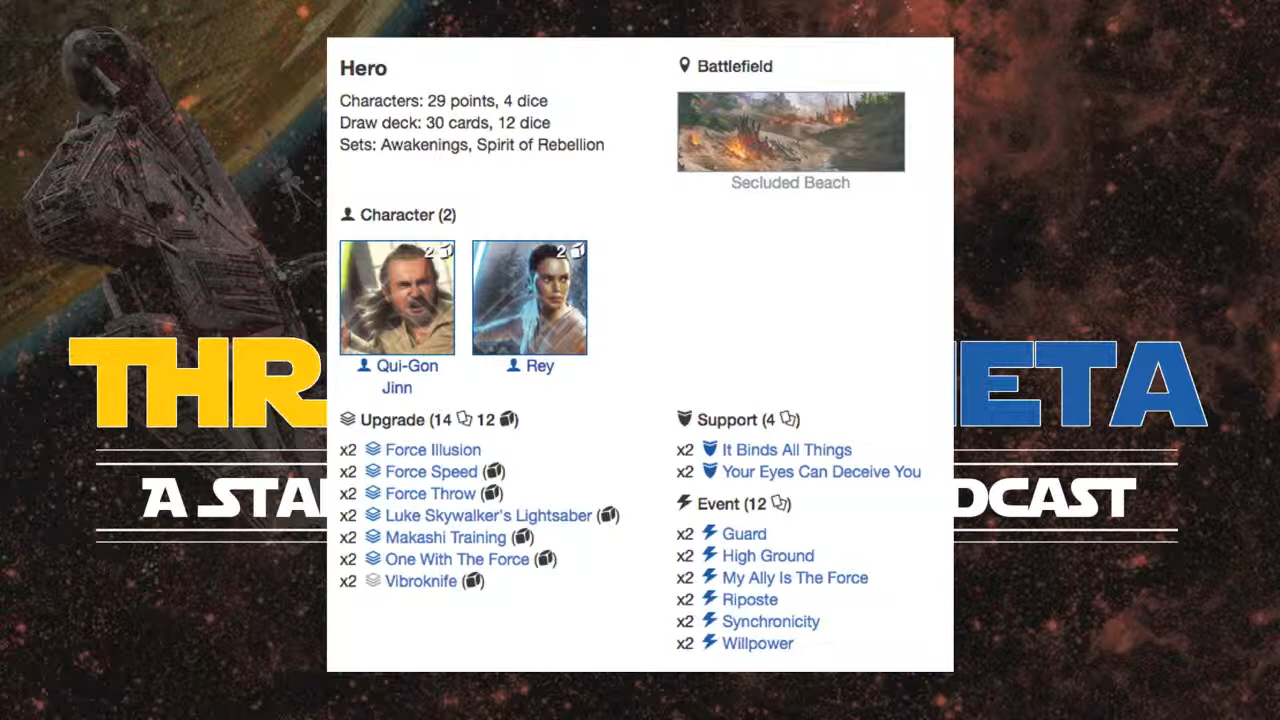 Hero
Characters: 29 points, 4 dice
Draw deck: 30 cards, 12 dice
Sets: Awakenings, Spirit of Rebellion
Battlefield
Secluded Beach
Character (2)
2
2
Qui-Gon
Jinn
Rey
Upgrade (14 12 )
x2 Force Illusion
x2 Force Speed ( )
x2 Force Throw ( )
x2 Luke Skywalker's Lightsaber ( )
x2 Makashi Training ( )
x2 One With The Force ( )
x2 Vibroknife ( )
Support (4 )
x2 It Binds All Things
x2 Your Eyes Can Deceive You
Event (12 )
x2 Guard
x2 High Ground
x2 My Ally Is The Force
x2 Riposte
x2 Synchronicity
x2 Willpower
THR
ETA
A STA
DCAST